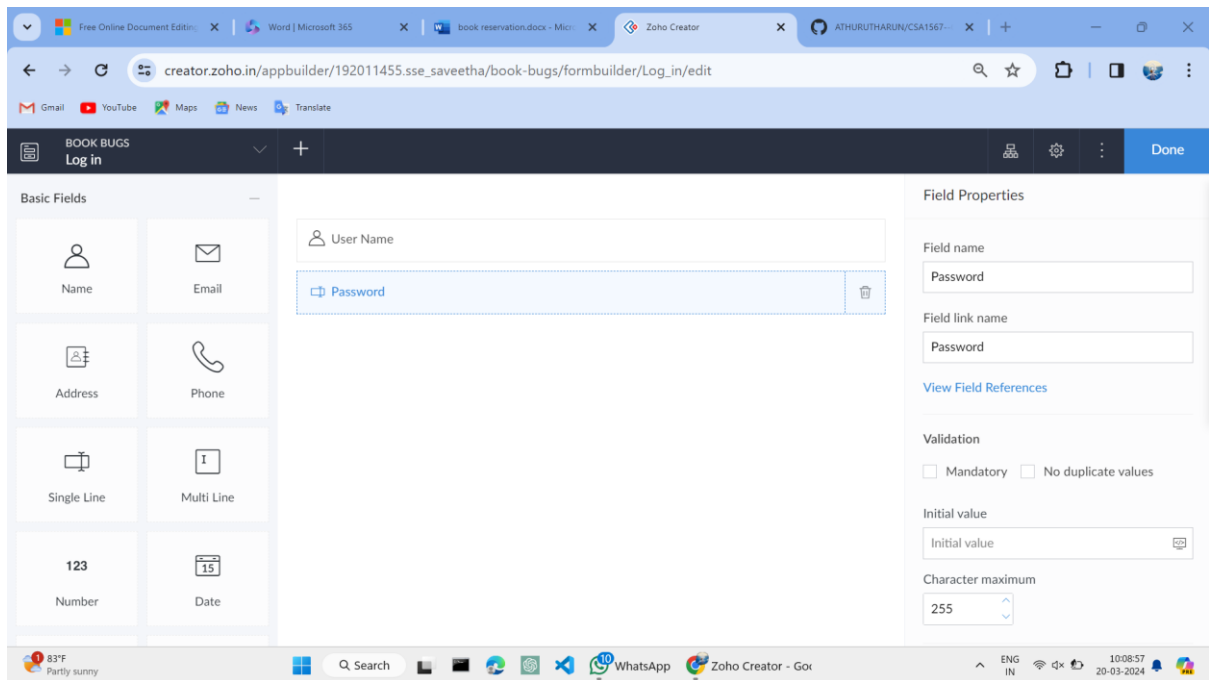 Free Online Document Editing
Word | Microsoft 365
book reservation.docx - Micr
Zoho Creator
ATHURUTHARUN/CSA1567--
creator.zoho.in/appbuilder/192011455.sse_saveetha/book-bugs/formbuilder/Log_in/edit
Gmail YouTube Maps News Translate
BOOK BUGS
Log in
Done
Basic Fields
Name
Email
Address
Phone
Single Line
Multi Line
123
Number
15
Date
User Name
Password
Field Properties
Field name
Password
Field link name
Password
View Field References
Validation
Mandatory No duplicate values
Initial value
Initial value
Character maximum
255
1
83°F
Partly sunny
Search
10
WhatsApp
Zoho Creator - Goo
ENG
IN
10:08:57
20-03-2024
PRE